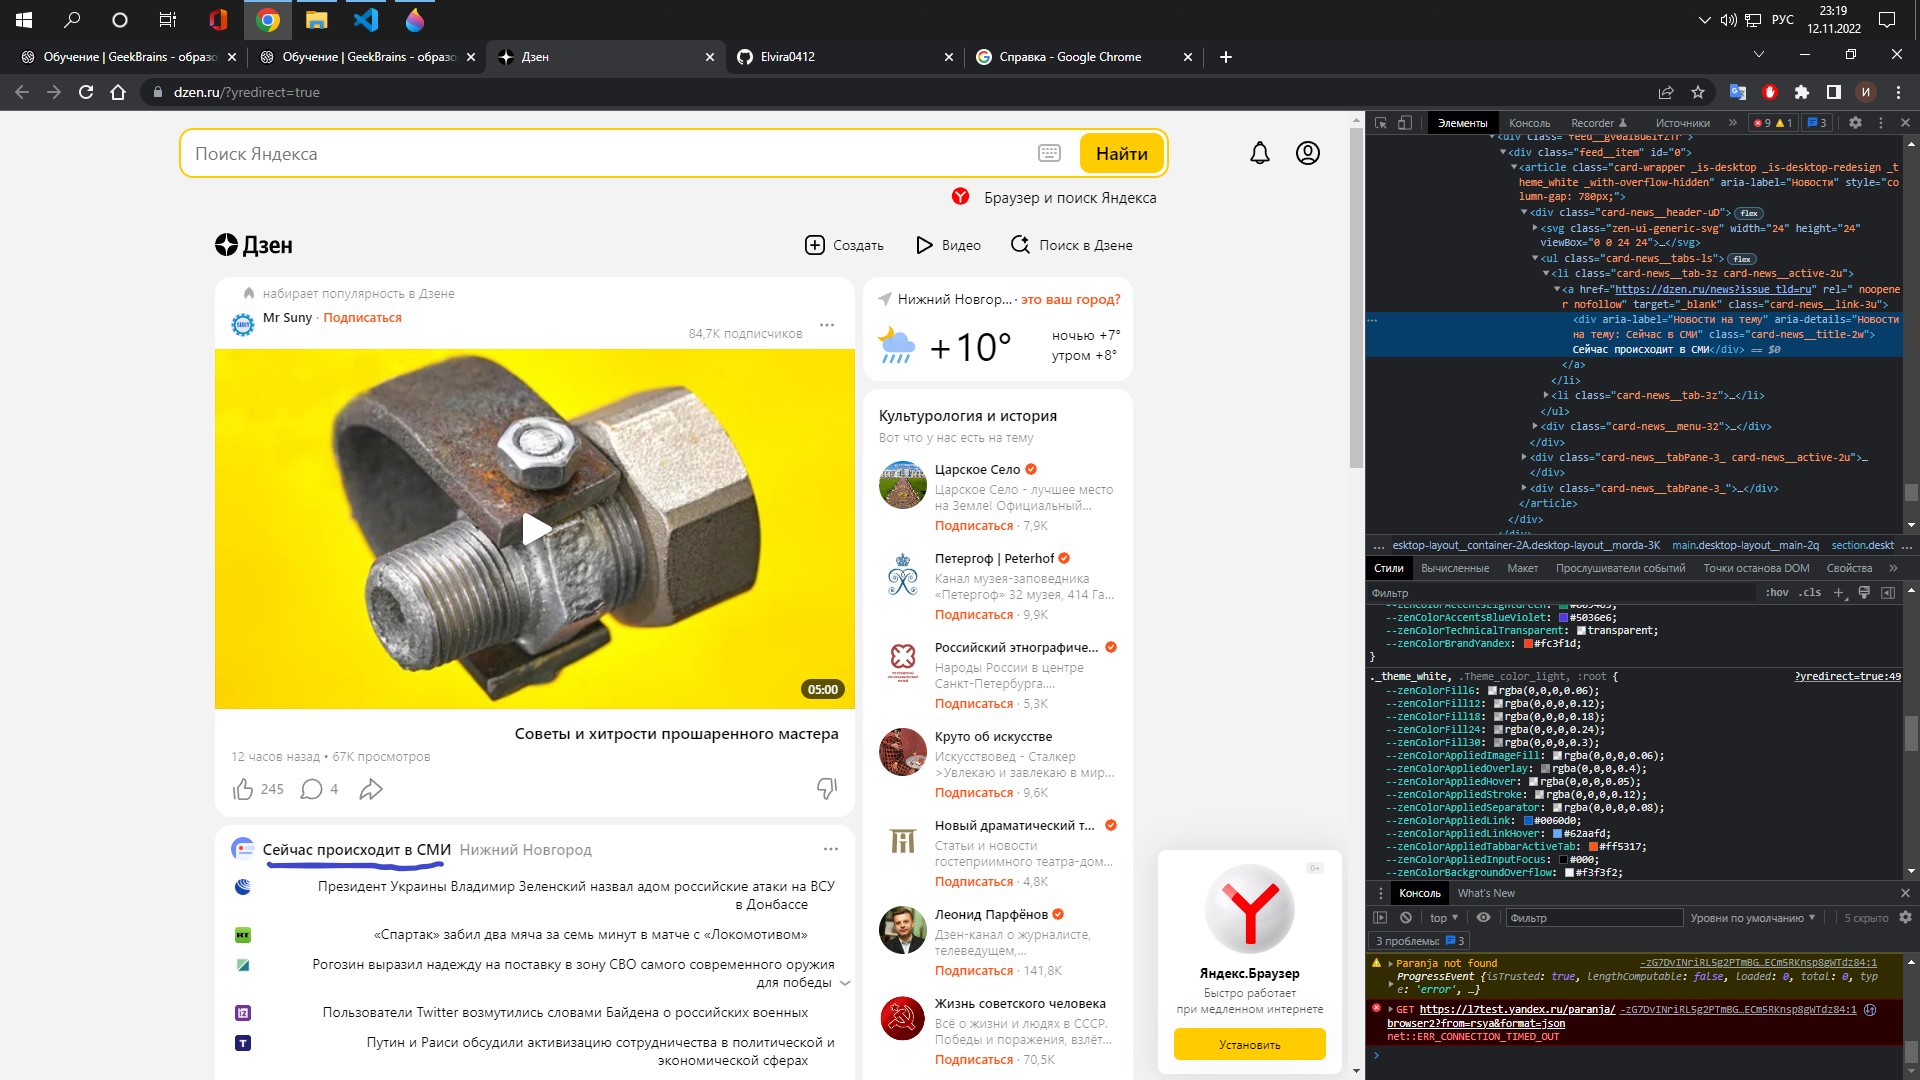 РУС
23:19
12.11.2022
Обучение | GeekBrains - образо
Обучение | GeekBrains - образо
Дзен
Elvira0412
Справка - Google Chrome
dzen.ru/?yredirect=true
И
Поиск Яндекса
Найти
Браузер и поиск Яндекса
Дзен
Создать
Видео
Поиск в Дзене
набирает популярность в Дзене
Mr Suny · Подписаться
84,7K подписчиков
05:00
Советы и хитрости прошаренного мастера
12 часов назад • 67K просмотров
245
4
Сейчас происходит в СМИ Нижний Новгород
Президент Украины Владимир Зеленский назвал адом российские атаки на ВСУ
в Донбассе
«Спартак» забил два мяча за семь минут в матче с «Локомотивом»
Рогозин выразил надежду на поставку в зону СВО самого современного оружия
для победы
Пользователи Twitter возмутились словами Байдена о российских военных
Путин и Раиси обсудили активизацию сотрудничества в политической и
экономической сферах
Нижний Новгор... · это ваш город?
+10°
ночью +7°
утром +8°
Культурология и история
Вот что у нас есть на тему
Царское Село
Царское Село - лучшее место
на Земле! Официальный...
Подписаться · 7,9K
Петергоф | Peterhof
Канал музея-заповедника
«Петергоф» 32 музея, 414 Га...
Подписаться · 9,9K
Российский этнографиче...
Народы России в центре
Санкт-Петербурга....
Подписаться · 5,3K
Круто об искусстве
Искусствовед - Сталкер
>Увлекаю и завлекаю в мир...
Подписаться · 9,6K
Новый драматический т...
Статьи и новости
гостеприимного театра-дом...
Подписаться · 4,8K
Леонид Парфёнов
Дзен-канал о журналисте,
телеведущем,...
Подписаться · 141,8K
Жизнь советского человека
Всё о жизни и людях в СССР.
Победы и поражения, взлёт...
Подписаться · 70,5K
0+
Яндекс.Браузер
Быстро работает
при медленном интернете
Установить
Элементы Консоль Recorder Источники » 9 1 3
<div class="feed__item" id="0">
<article class="card-wrapper _is-desktop _is-desktop-redesign _t
heme_white _with-overflow-hidden" aria-label="Новости" style="co
lumn-gap: 780px;">
<div class="card-news__header-uD"> flex
<svg class="zen-ui-generic-svg" width="24" height="24"
viewBox="0 0 24 24">…</svg>
<ul class="card-news__tabs-ls"> flex
<li class="card-news__tab-3z card-news__active-2u">
<a href="https://dzen.ru/news?issue_tld=ru" rel=" noopene
r nofollow" target="_blank" class="card-news__link-3u">
<div aria-label="Новости на тему" aria-details="Новости
на тему: Сейчас в СМИ" class="card-news__title-2w">
Сейчас происходит в СМИ</div> == $0
</a>
</li>
<li class="card-news__tab-3z">…</li>
</ul>
<div class="card-news__menu-32">…</div>
</div>
<div class="card-news__tabPane-3_ card-news__active-2u">…
</div>
<div class="card-news__tabPane-3_">…</div>
</article>
</div>
… esktop-layout__container-2A.desktop-layout__morda-3K main.desktop-layout__main-2q section.deskt …
Стили Вычисленные Макет Прослушиватели событий Точки останова DOM Свойства »
Фильтр :hov .cls +
--zenColorAccentsBlueViolet: #5036e6;
--zenColorTechnicalTransparent: transparent;
--zenColorBrandYandex: #fc3f1d;
}
._theme_white, .Theme_color_light, :root { ?yredirect=true:49
--zenColorFill6: rgba(0,0,0,0.06);
--zenColorFill12: rgba(0,0,0,0.12);
--zenColorFill18: rgba(0,0,0,0.18);
--zenColorFill24: rgba(0,0,0,0.24);
--zenColorFill30: rgba(0,0,0,0.3);
--zenColorAppliedImageFill: rgba(0,0,0,0.06);
--zenColorAppliedOverlay: rgba(0,0,0,0.4);
--zenColorAppliedHover: rgba(0,0,0,0.05);
--zenColorAppliedStroke: rgba(0,0,0,0.12);
--zenColorAppliedSeparator: rgba(0,0,0,0.08);
--zenColorAppliedLink: #0060d0;
--zenColorAppliedLinkHover: #62aafd;
--zenColorAppliedTabbarActiveTab: #ff5317;
--zenColorAppliedInputFocus: #000;
--zenColorBackgroundOverflow: #f3f3f2;
Консоль What's New
top Фильтр Уровни по умолчанию 5 скрыто
3 проблемы: 3
Paranja not found -zG7DvINriRL5g2PTmBG…ECm5RKnsp8gWTdz84:1
ProgressEvent {isTrusted: true, lengthComputable: false, loaded: 0, total: 0, typ
e: 'error', …}
GET https://l7test.yandex.ru/paranja/ -zG7DvINriRL5g2PTmBG…ECm5RKnsp8gWTdz84:1
browser2?from=rsya&format=json
net::ERR_CONNECTION_TIMED_OUT